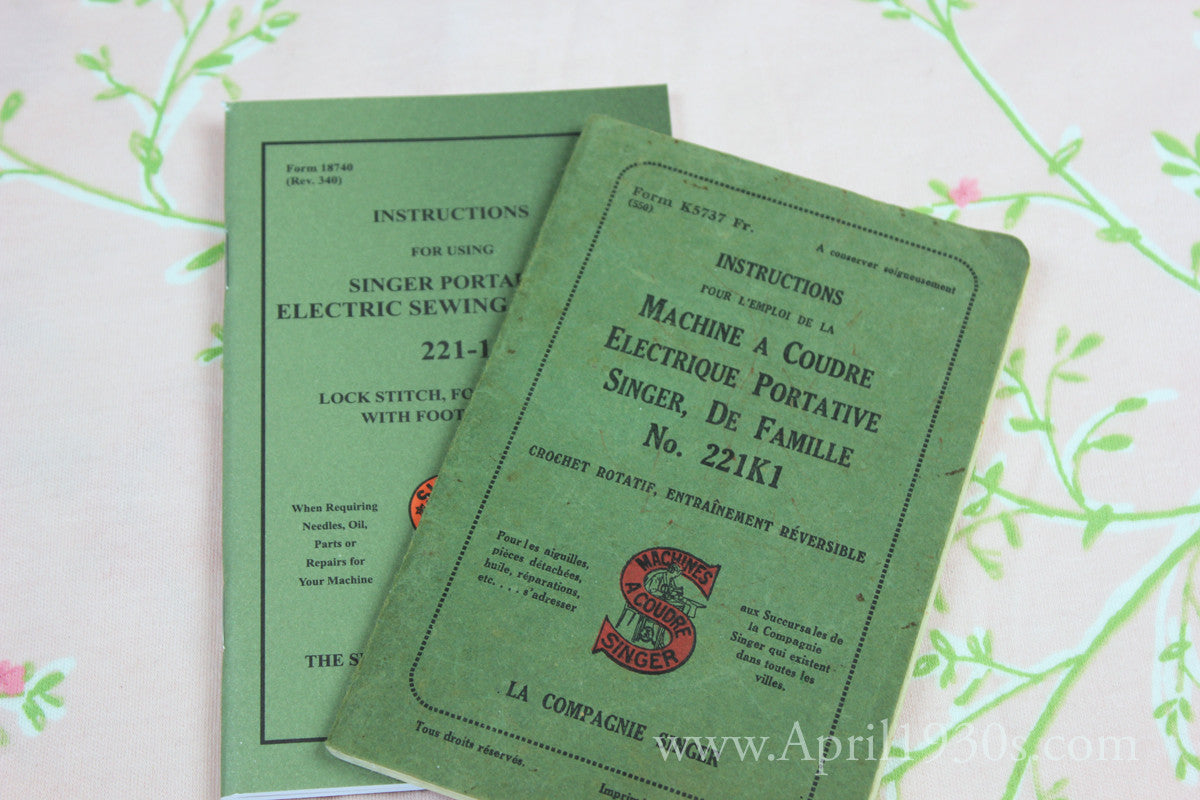 Form 18740
(Rev. 340)
INSTRUCTIONS
FOR USING
SINGER PORTA
ELECTRIC SEWING
221-1
LOCK STITCH, FO
WITH FOOT
When Requiring
Needles, Oil,
Parts or
Repairs for
Your Machine
THE S
Form K5737 Fr.
(550)
A conserver soigneusement
INSTRUCTIONS
POUR L'EMPLOI DE LA
MACHINE A COUDRE
ELECTRIQUE PORTATIVE
SINGER, DE FAMILLE
No. 221K1
CROCHET ROTATIF, ENTRAÎNEMENT RÉVERSIBLE
Pour les aiguilles,
pièces détachées,
huile, réparations,
etc. . . . s'adresser
MACHINES
A COUDRE
SINGER
aux Succursales de
la Compagnie
Singer qui existent
dans toutes les
villes.
LA COMPAGNIE SINGER
Tous droits réservés.
Imprim
www.April1930s.com